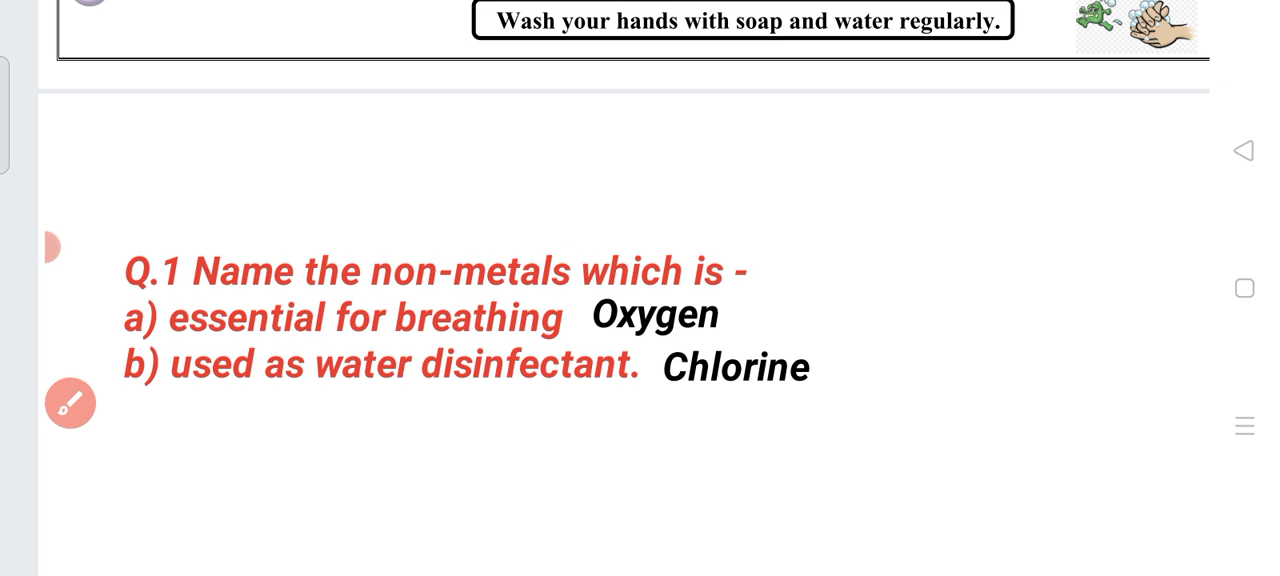 Wash your hands with soap and water regularly.
Q.1 Name the non-metals which is -
a) essential for breathing Oxygen
b) used as water disinfectant. Chlorine